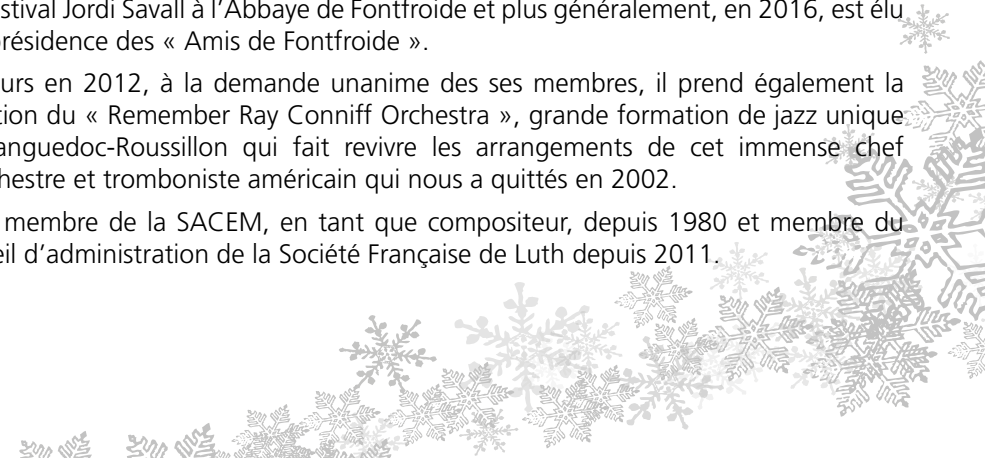 stival Jordi Savall à l’Abbaye de Fontfroide et plus généralement, en 2016, est élu
résidence des « Amis de Fontfroide ».
urs en 2012, à la demande unanime des ses membres, il prend également la
tion du « Remember Ray Conniff Orchestra », grande formation de jazz unique
anguedoc-Roussillon qui fait revivre les arrangements de cet immense chef
hestre et tromboniste américain qui nous a quittés en 2002.
membre de la SACEM, en tant que compositeur, depuis 1980 et membre du
eil d’administration de la Société Française de Luth depuis 2011.